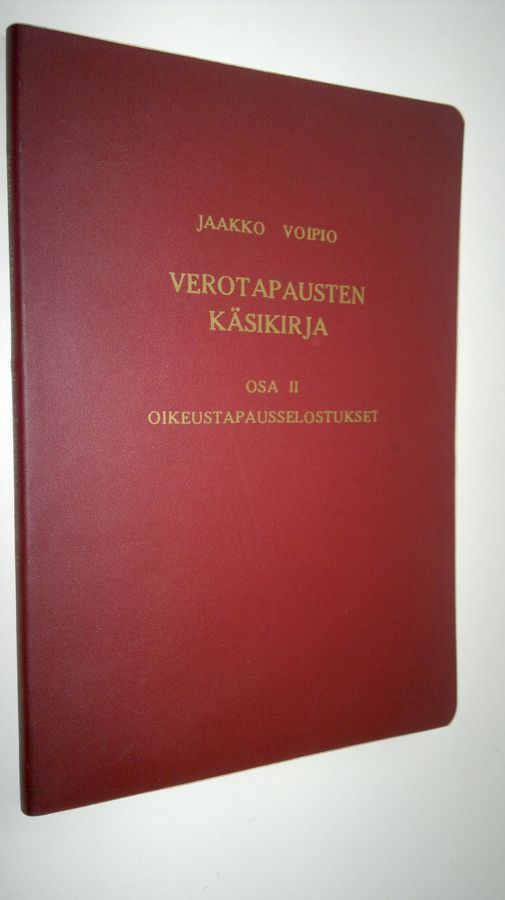 JAAKKO VOIPIO
VEROTAPAUSTEN
KÄSIKIRJA
OSA II
OIKEUSTAPAUSSELOSTUKSET